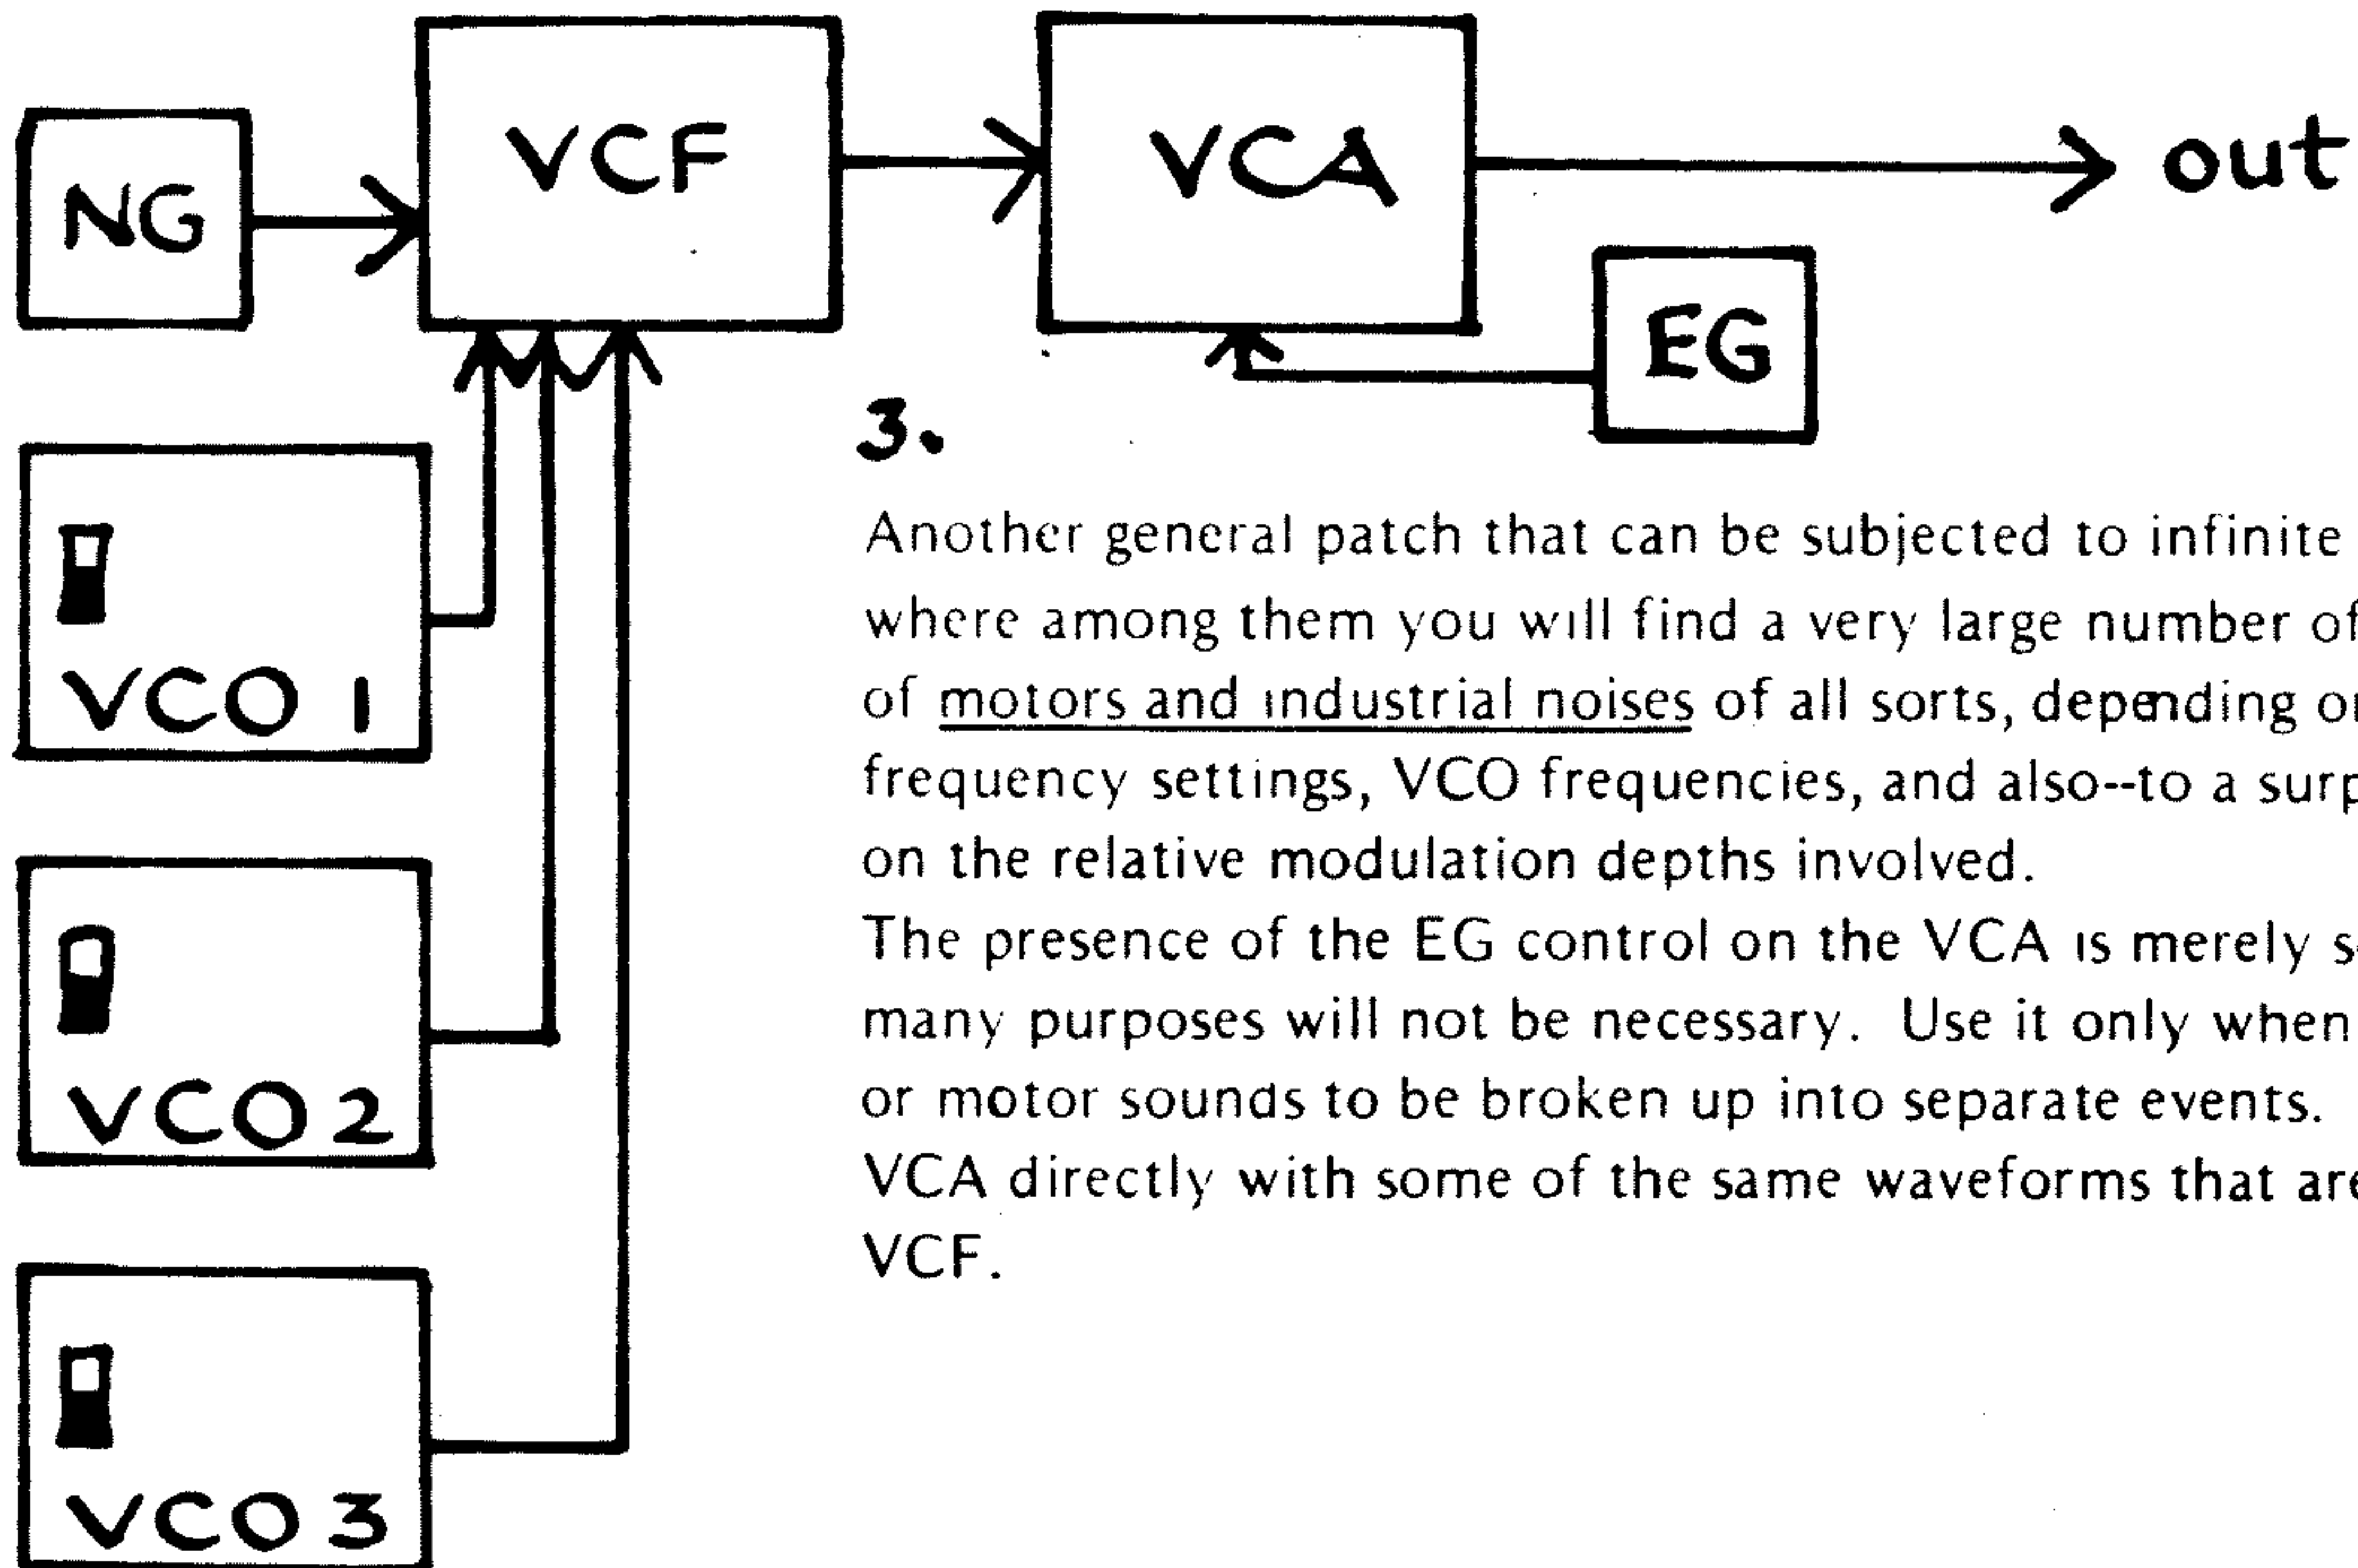 NG
VCF
VCA
out
EG
VCO 1
VCO 2
VCO 3
3.
Another general patch that can be subjected to infinite
where among them you will find a very large number of
of motors and industrial noises of all sorts, depending
frequency settings, VCO frequencies, and also--to a
on the relative modulation depths involved.
The presence of the EG control on the VCA is merely
many purposes will not be necessary. Use it only when
or motor sounds to be broken up into separate events.
VCA directly with some of the same waveforms that are
VCF.